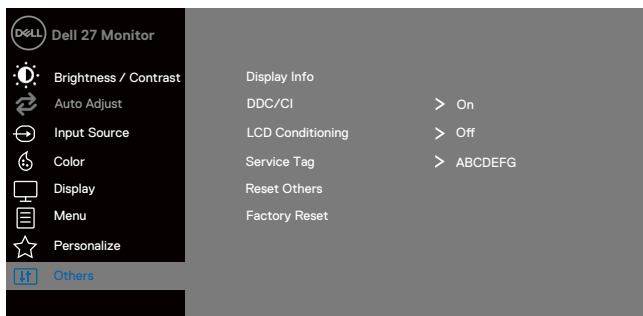 DELL Dell 27 Monitor
Brightness / Contrast
Auto Adjust
Input Source
Color
Display
Menu
Personalize
Others
Display Info
DDC/CI > On
LCD Conditioning > Off
Service Tag > ABCDEFG
Reset Others
Factory Reset